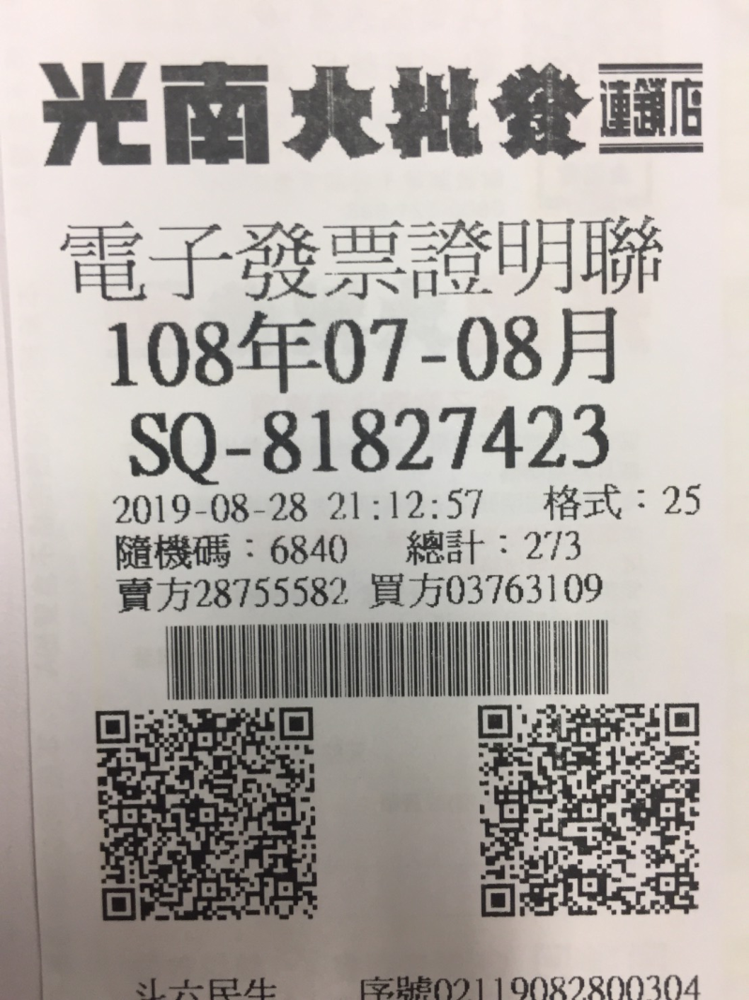 光南大批發 連鎖店
電子發票證明聯
108年07-08月
SQ-81827423
2019-08-28 21:12:57 格式：25
隨機碼：6840 總計：273
賣方28755582 買方03763109
斗六民生 序號02119082800304